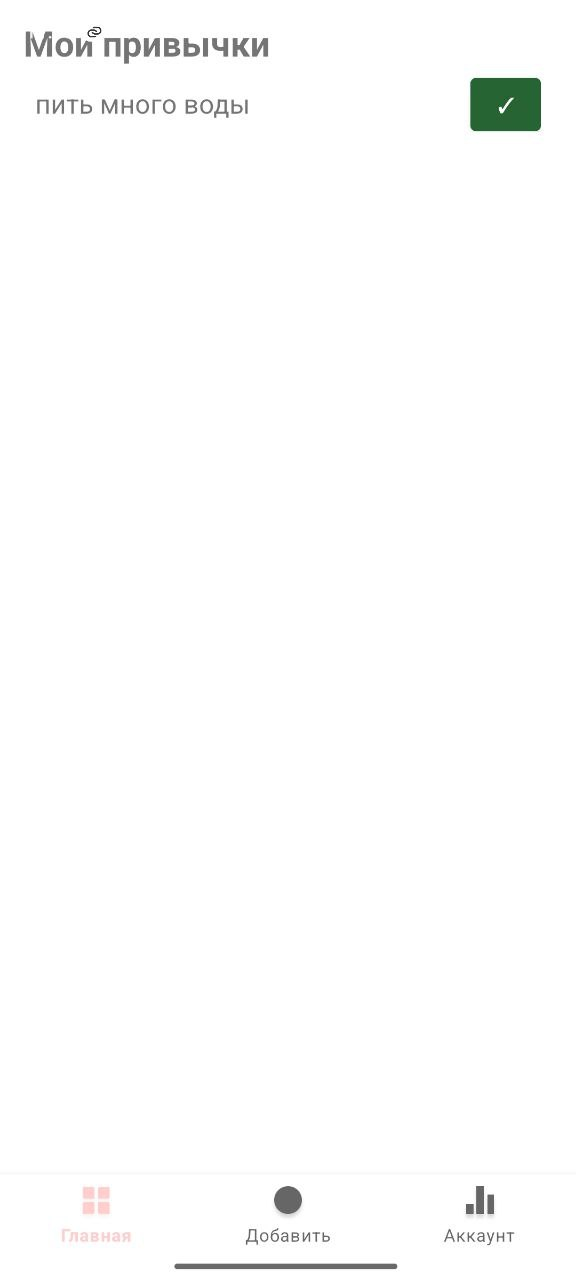 Мои привычки
пить много воды
✓
Главная
Добавить
Аккаунт